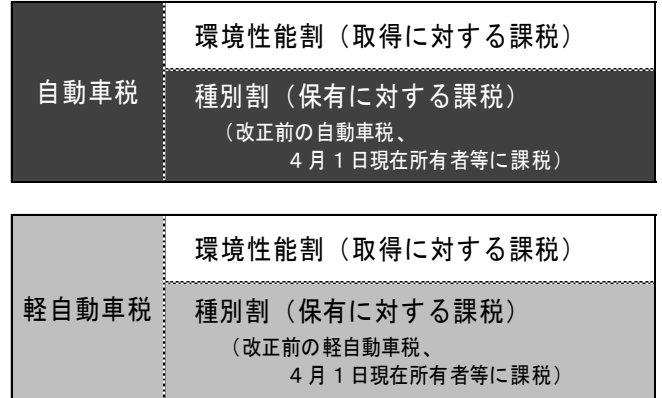 自動車税
環境性能割（取得に対する課税）
種別割（保有に対する課税）
（改正前の自動車税、
４月１日現在所有者等に課税）
軽自動車税
環境性能割（取得に対する課税）
種別割（保有に対する課税）
（改正前の軽自動車税、
４月１日現在所有者等に課税）